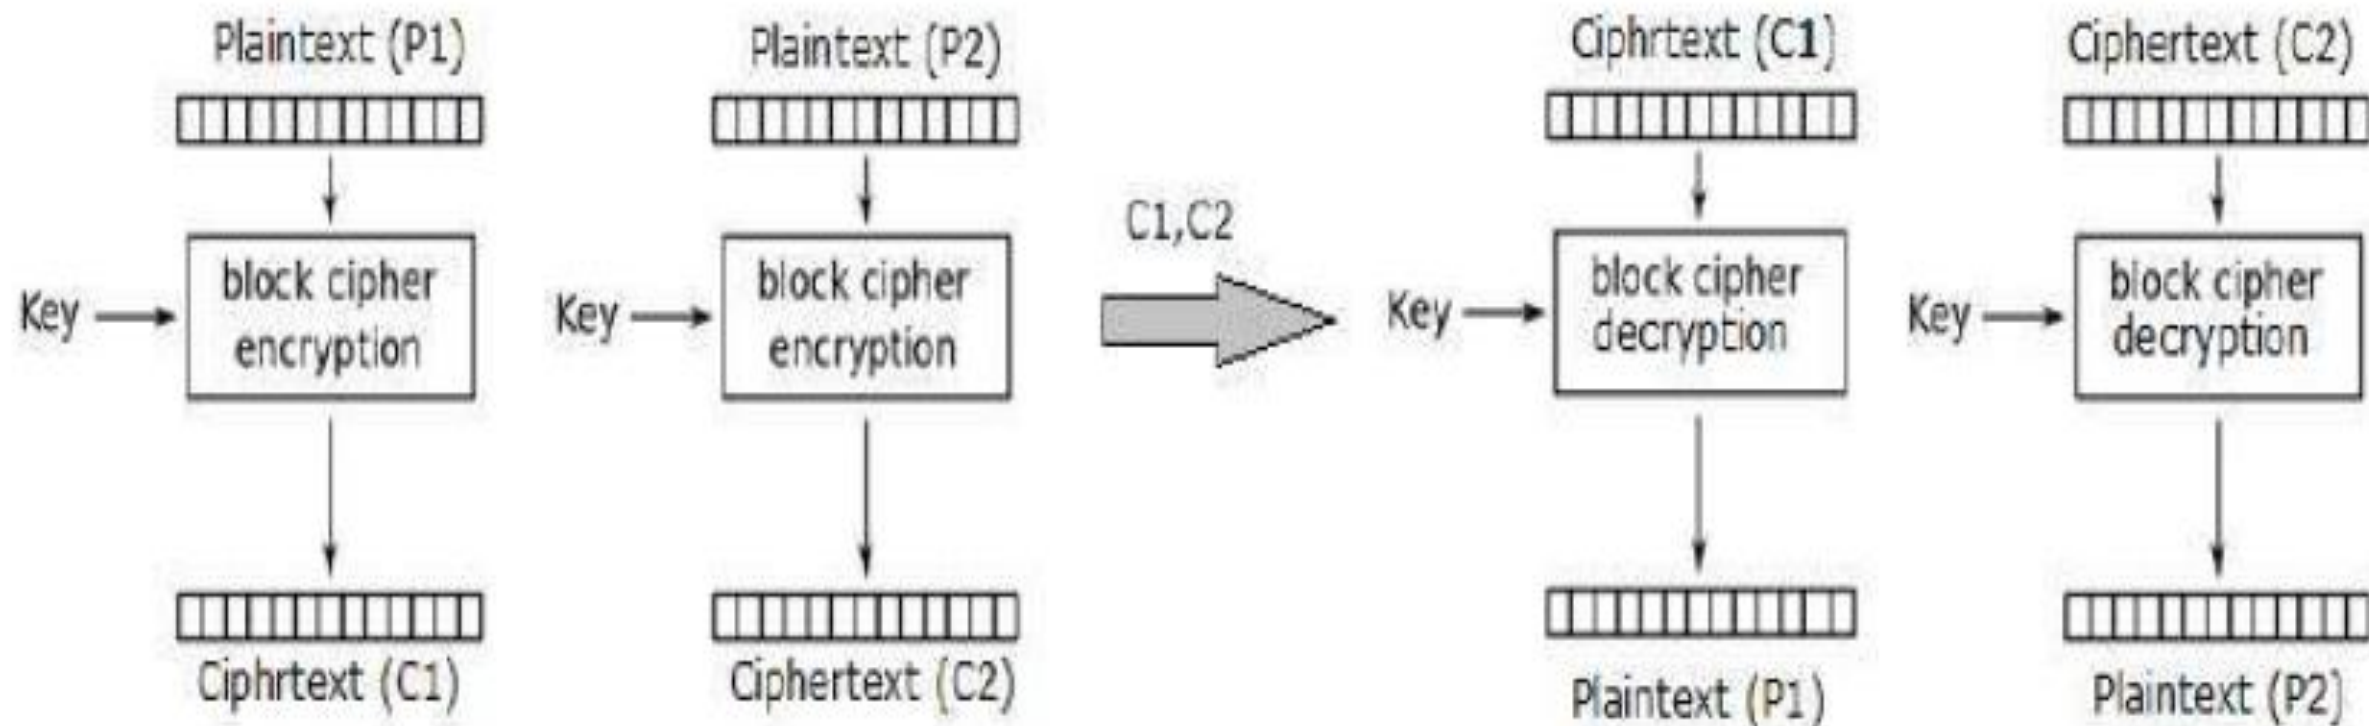 Plaintext (P1)
Plaintext (P2)
Ciphrtext (C1)
Ciphertext (C2)
C1,C2
Key
block cipher
encryption
Key
block cipher
encryption
Key
block cipher
decryption
Key
block cipher
decryption
Ciphrtext (C1)
Ciphertext (C2)
Plaintext (P1)
Plaintext (P2)